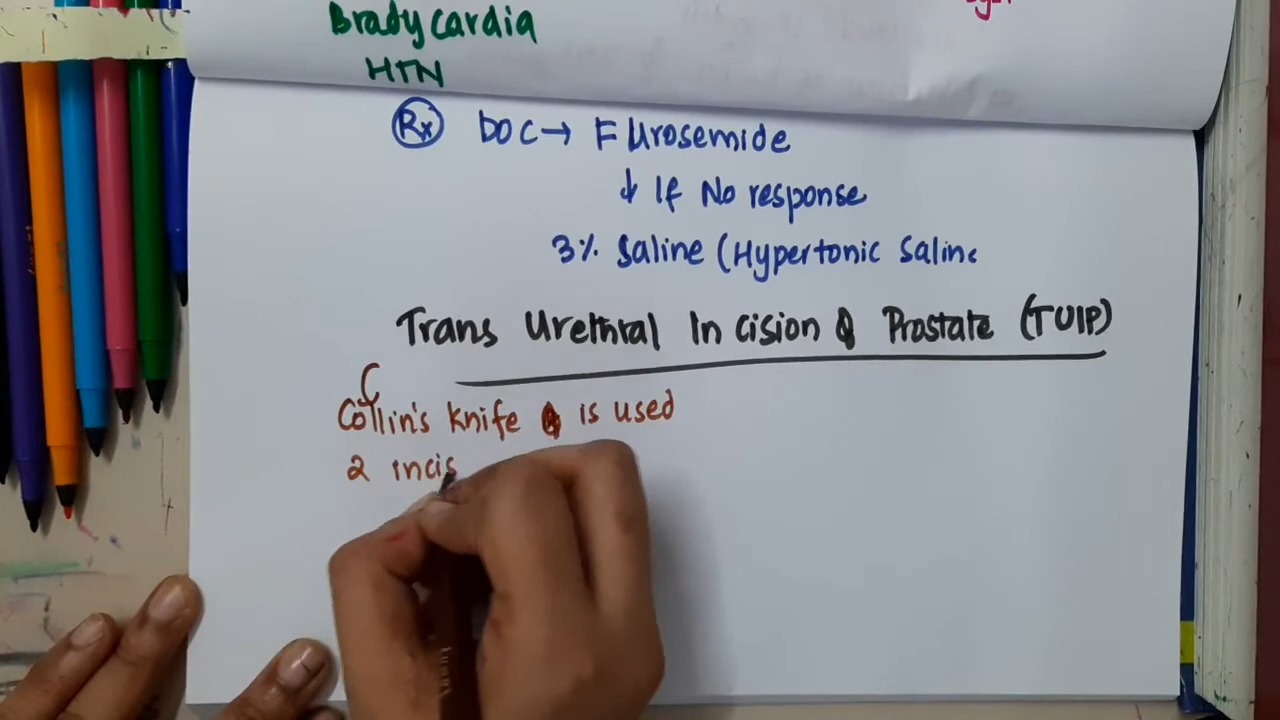 Bradycardia
HTN
Rx DOC → Flurosemide
↓ If No response
3% Saline (Hypertonic Saline
Trans Urethral Incision of Prostate (TUIP)
Collin's knife is used
2 incis